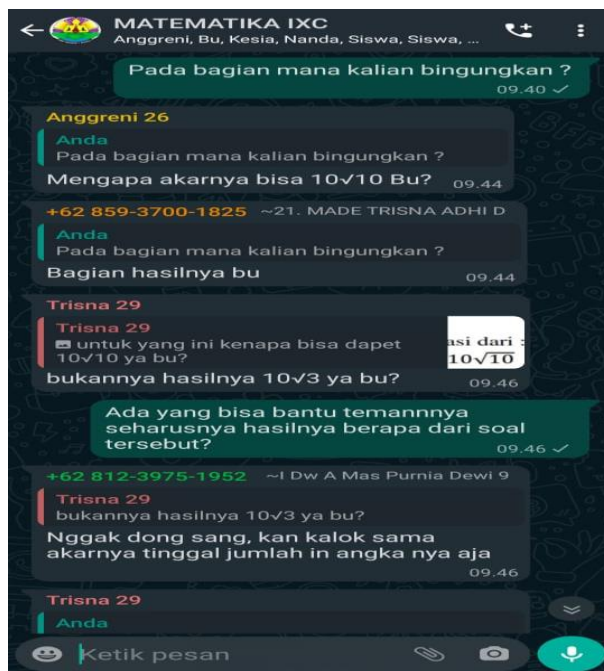 MATEMATIKA IXC
Anggreni, Bu, Kesia, Nanda, Siswa, Siswa, ...
Pada bagian mana kalian bingungkan ?
09.40
Anggreni 26
Anda
Pada bagian mana kalian bingungkan ?
Mengapa akarnya bisa 10√10 Bu? 09.44
+62 859-3700-1825 ~21. MADE TRISNA ADHI D
Anda
Pada bagian mana kalian bingungkan ?
Bagian hasilnya bu
09.44
Trisna 29
Trisna 29
untuk yang ini kenapa bisa dapet
10√10 ya bu?
asi dari :
10√10
bukannya hasilnya 10√3 ya bu?
09.46
Ada yang bisa bantu temannnya
seharusnya hasilnya berapa dari soal
tersebut?
09.46
+62 812-3975-1952 ~I Dw A Mas Purnia Dewi 9
Trisna 29
bukannya hasilnya 10√3 ya bu?
Nggak dong sang, kan kalok sama
akarnya tinggal jumlah in angka nya aja
09.46
Trisna 29
Anda
Ketik pesan